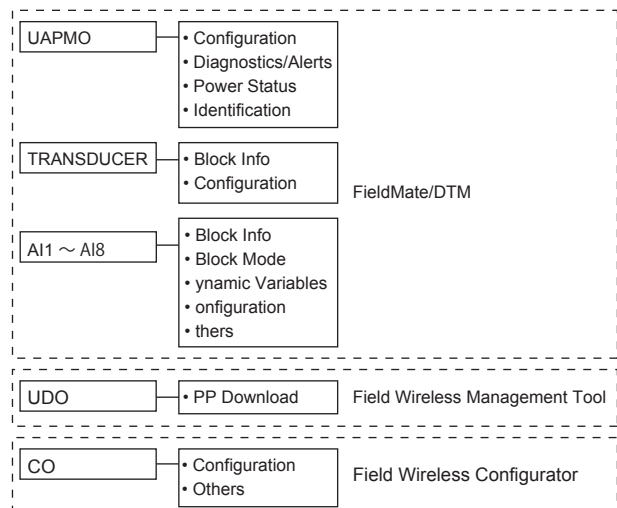 UAPMO
• Configuration
• Diagnostics/Alerts
• Power Status
• Identification
TRANSDUCER
• Block Info
• Configuration
FieldMate/DTM
AI1 ～ AI8
• Block Info
• Block Mode
• ynamic Variables
• onfiguration
• thers
UDO
• PP Download
Field Wireless Management Tool
CO
• Configuration
• Others
Field Wireless Configurator